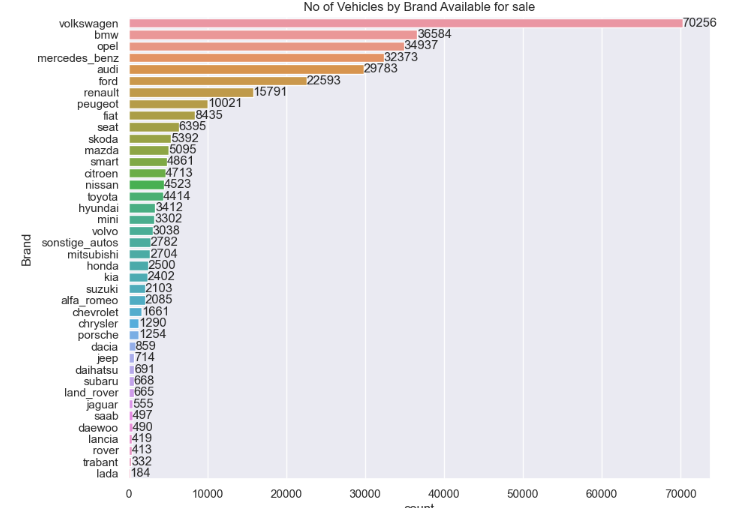 No of Vehicles by Brand Available for sale
volkswagen 70256
bmw 36584
opel 34937
mercedes_benz 32373
audi 29783
ford 22593
renault 15791
peugeot 10021
fiat 8435
seat 6395
skoda 5392
mazda 5095
smart 4861
citroen 4713
nissan 4523
toyota 4414
hyundai 3412
mini 3302
volvo 3038
sonstige_autos 2782
mitsubishi 2704
honda 2500
kia 2402
suzuki 2103
alfa_romeo 2085
chevrolet 1661
chrysler 1290
porsche 1254
dacia 859
jeep 714
daihatsu 691
subaru 668
land_rover 665
jaguar 555
saab 497
daewoo 490
lancia 419
rover 413
trabant 332
lada 184
Brand
0 10000 20000 30000 40000 50000 60000 70000
count